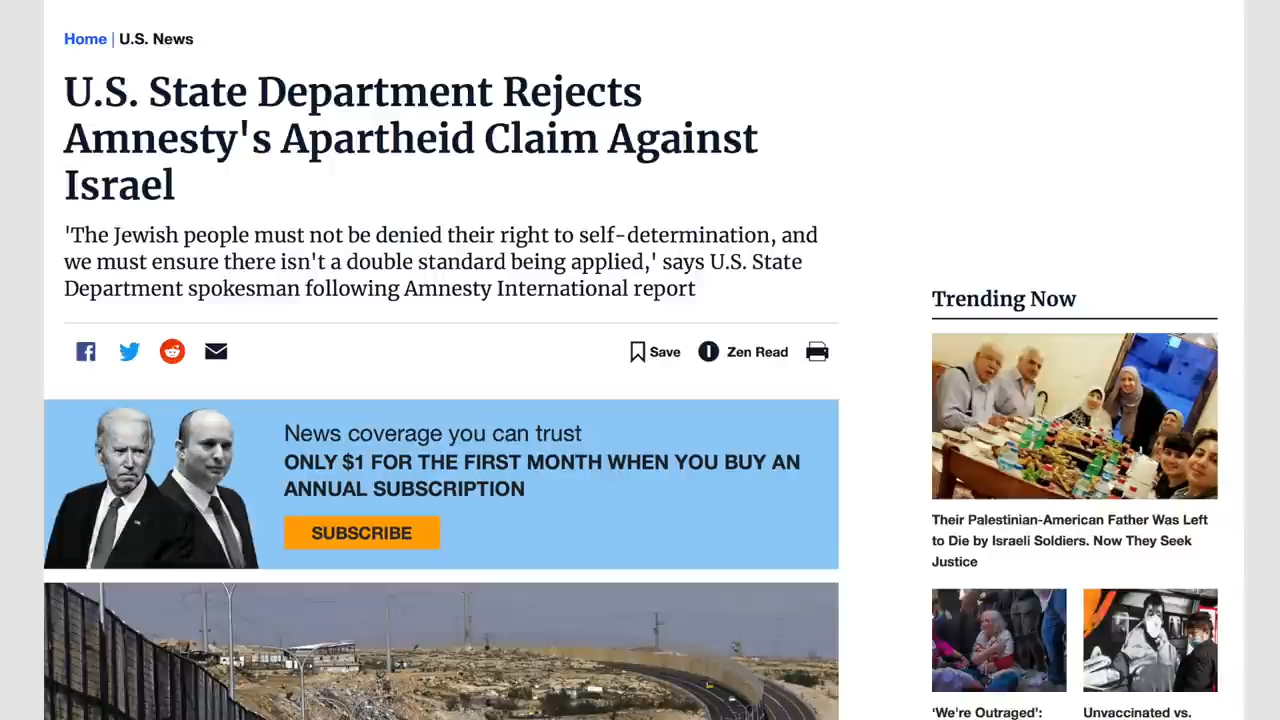 Home | U.S. News
U.S. State Department Rejects
Amnesty's Apartheid Claim Against
Israel
'The Jewish people must not be denied their right to self-determination, and
we must ensure there isn't a double standard being applied,' says U.S. State
Department spokesman following Amnesty International report
Save
Zen Read
News coverage you can trust
ONLY $1 FOR THE FIRST MONTH WHEN YOU BUY AN
ANNUAL SUBSCRIPTION
SUBSCRIBE
Trending Now
Their Palestinian-American Father Was Left
to Die by Israeli Soldiers. Now They Seek
Justice
'We're Outraged':
Unvaccinated vs.